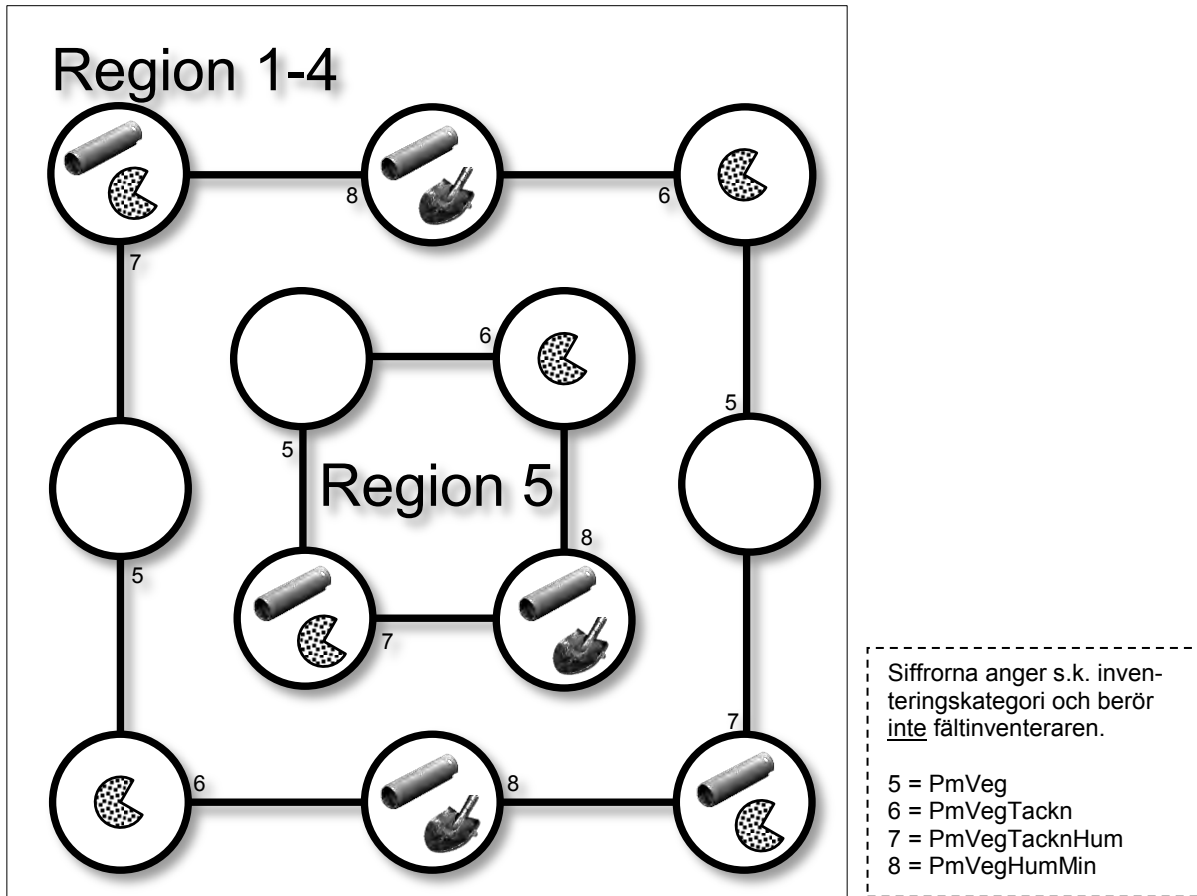 Region 1-4
8
6
7
6
5
5
Region 5
5
8
7
6
8
7
Siffrorna anger s.k. inven-
teringskategori och berör
inte fältinventeraren.
5 = PmVeg
6 = PmVegTackn
7 = PmVegTacknHum
8 = PmVegHumMin